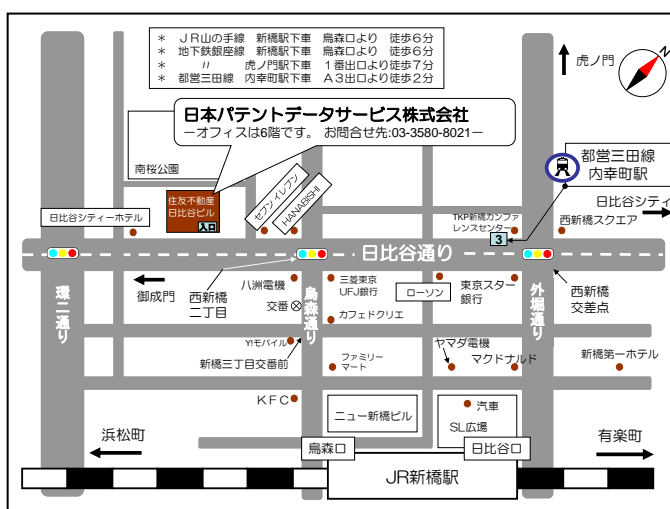 ＊ ＪＲ山の手線 新橋駅下車 烏森口より 徒歩６分
＊ 地下鉄銀座線 新橋駅下車 烏森口より 徒歩６分
＊ 〃 虎ノ門駅下車 １番出口より徒歩７分
＊ 都営三田線 内幸町駅下車 Ａ３出口より徒歩２分
虎ノ門
N
日本パテントデータサービス株式会社
－オフィスは6階です。 お問合せ先:03-3580-8021－
都営三田線
内幸町駅
南桜公園
住友不動産
日比谷ビル
入口
セブンイレブン
HANABISHI
日比谷シティ
日比谷シティーホテル
TKP新橋カンファ
レンスセンター
西新橋スクエア
3
日比谷通り
御成門
西新橋
二丁目
八洲電機
交番
三菱東京
UFJ銀行
カフェドクリエ
ローソン
東京スター
銀行
西新橋
交差点
環二通り
烏森通り
外堀通り
Y!モバイル
新橋三丁目交番前
ファミリー
マート
ヤマダ電機
マクドナルド
新橋第一ホテル
ＫＦＣ
ニュー新橋ビル
汽車
SL広場
浜松町
烏森口
日比谷口
有楽町
JR新橋駅